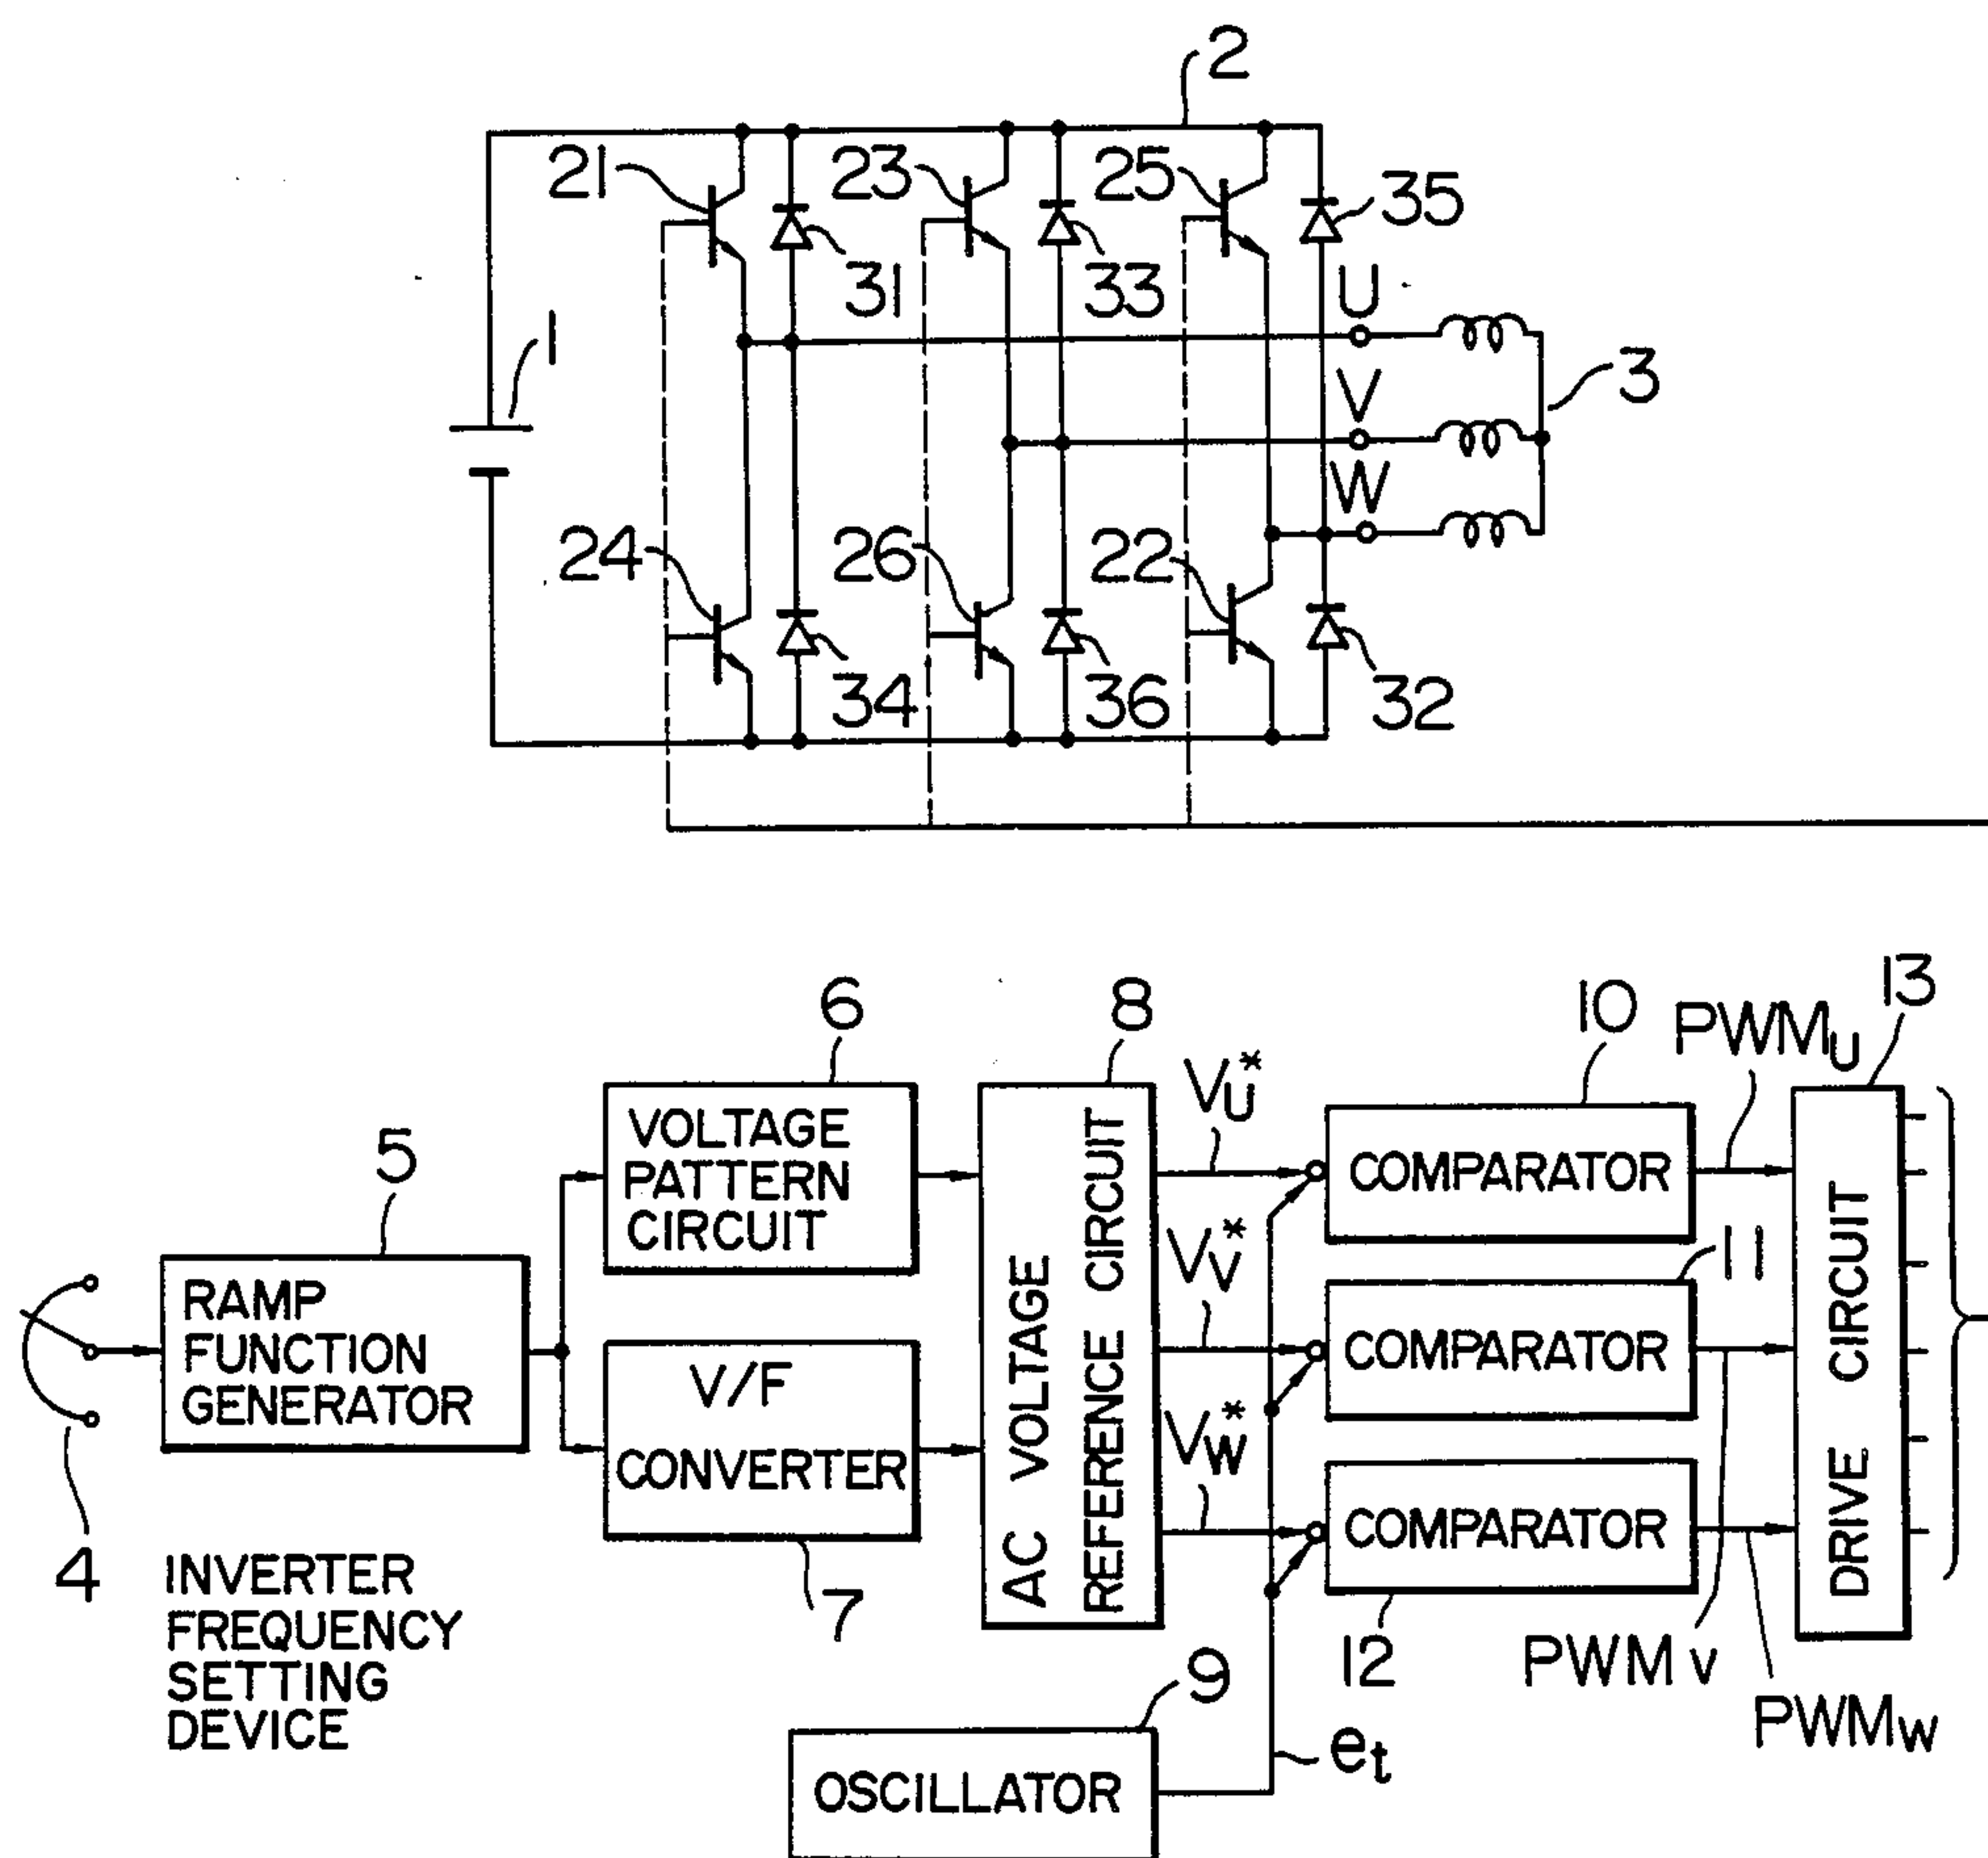 2
21
23
25
35
31
33
U
1
V
3
W
24
26
22
34
36
32
6
8
10
PWMU
13
5
VU*
VOLTAGE
PATTERN
CIRCUIT
COMPARATOR
VV*
11
RAMP
FUNCTION
GENERATOR
V/F
CONVERTER
AC VOLTAGE
REFERENCE CIRCUIT
COMPARATOR
DRIVE CIRCUIT
VW*
COMPARATOR
4
INVERTER
FREQUENCY
SETTING
DEVICE
7
12
PWM V
9
PWMW
et
OSCILLATOR